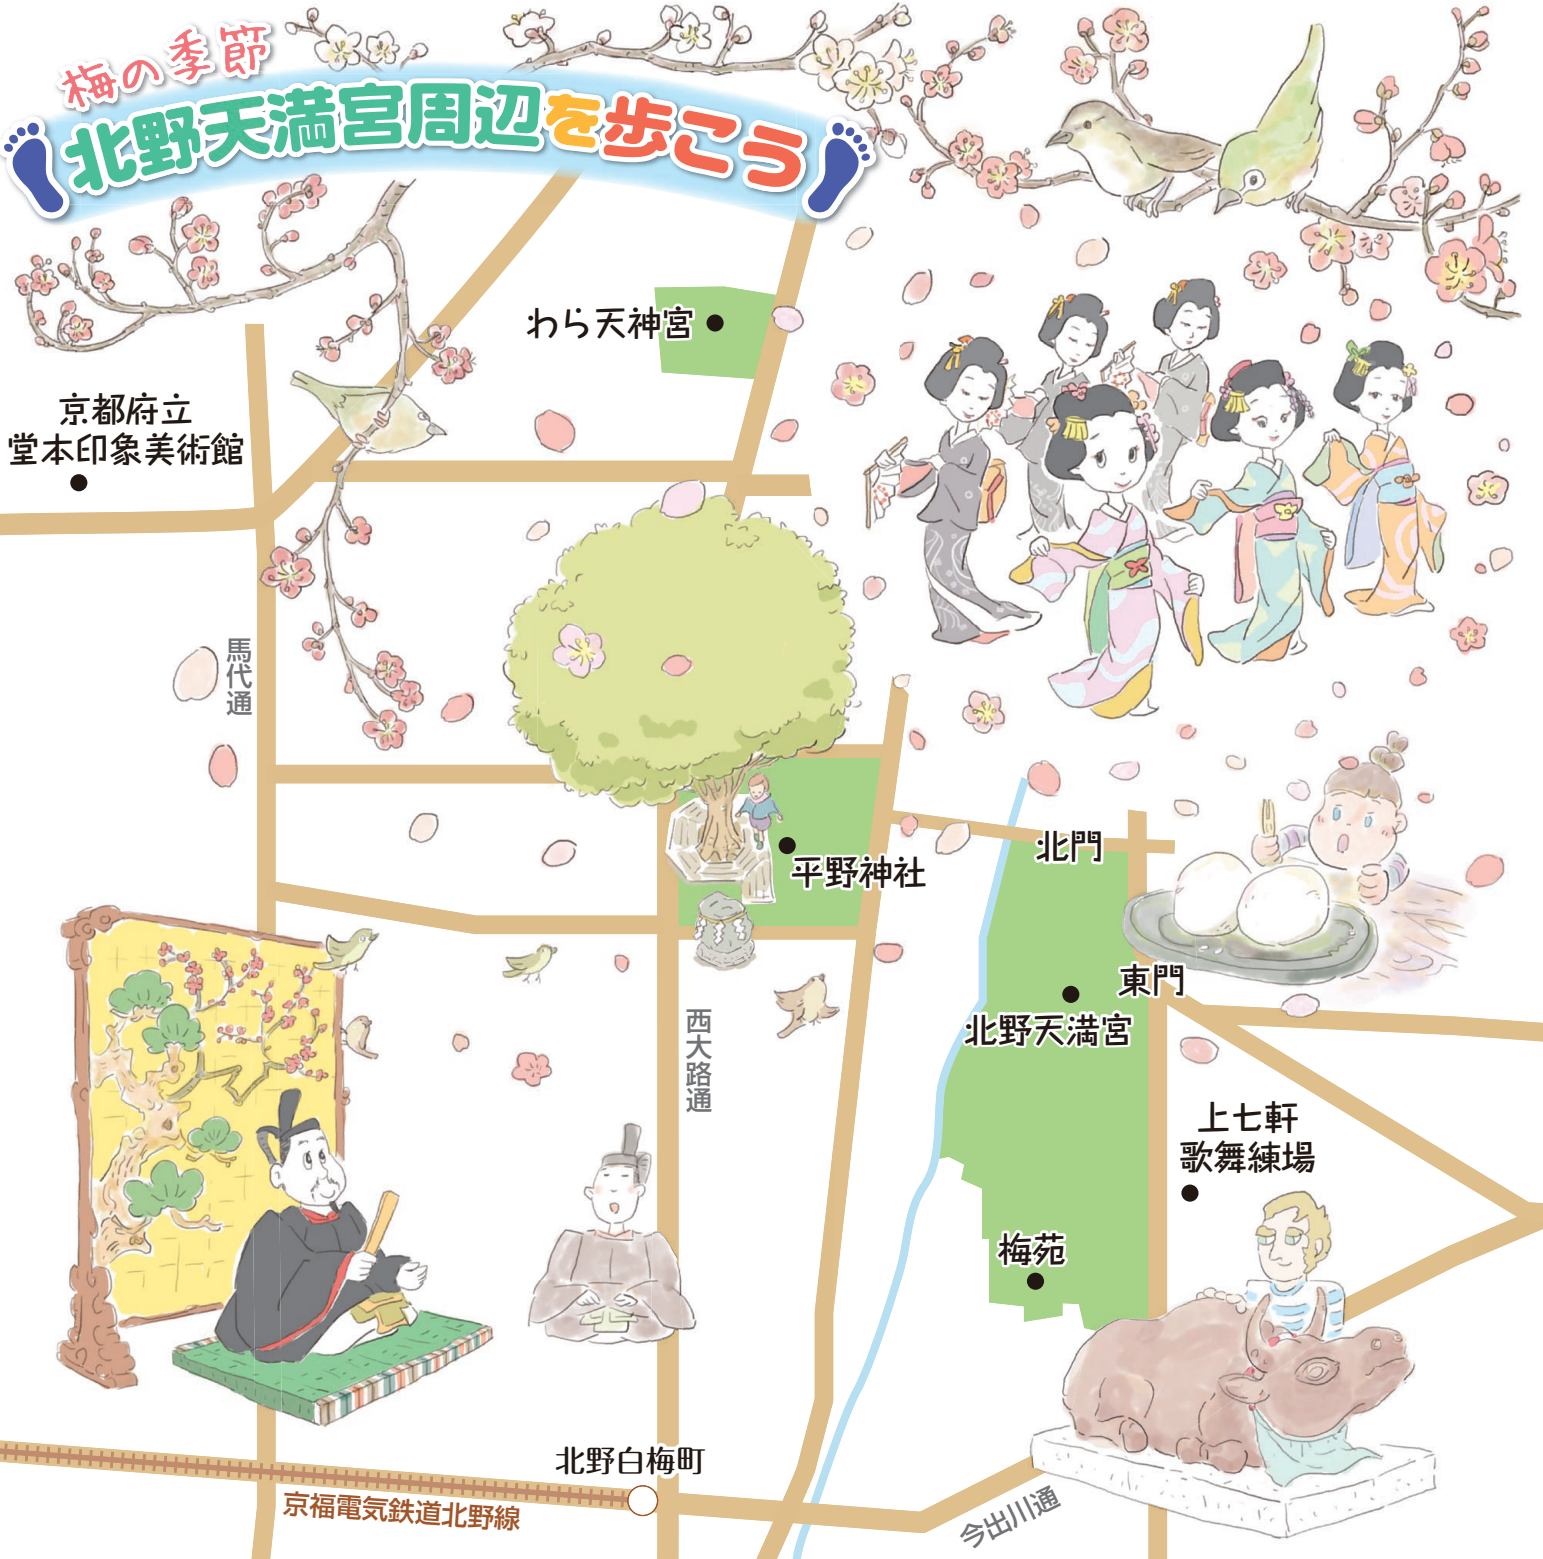 梅の季節
北野天満宮周辺を歩こう
わら天神宮
京都府立
堂本印象美術館
馬代通
平野神社
北門
東門
北野天満宮
西大路通
上七軒
歌舞練場
梅苑
北野白梅町
京福電気鉄道北野線
今出川通